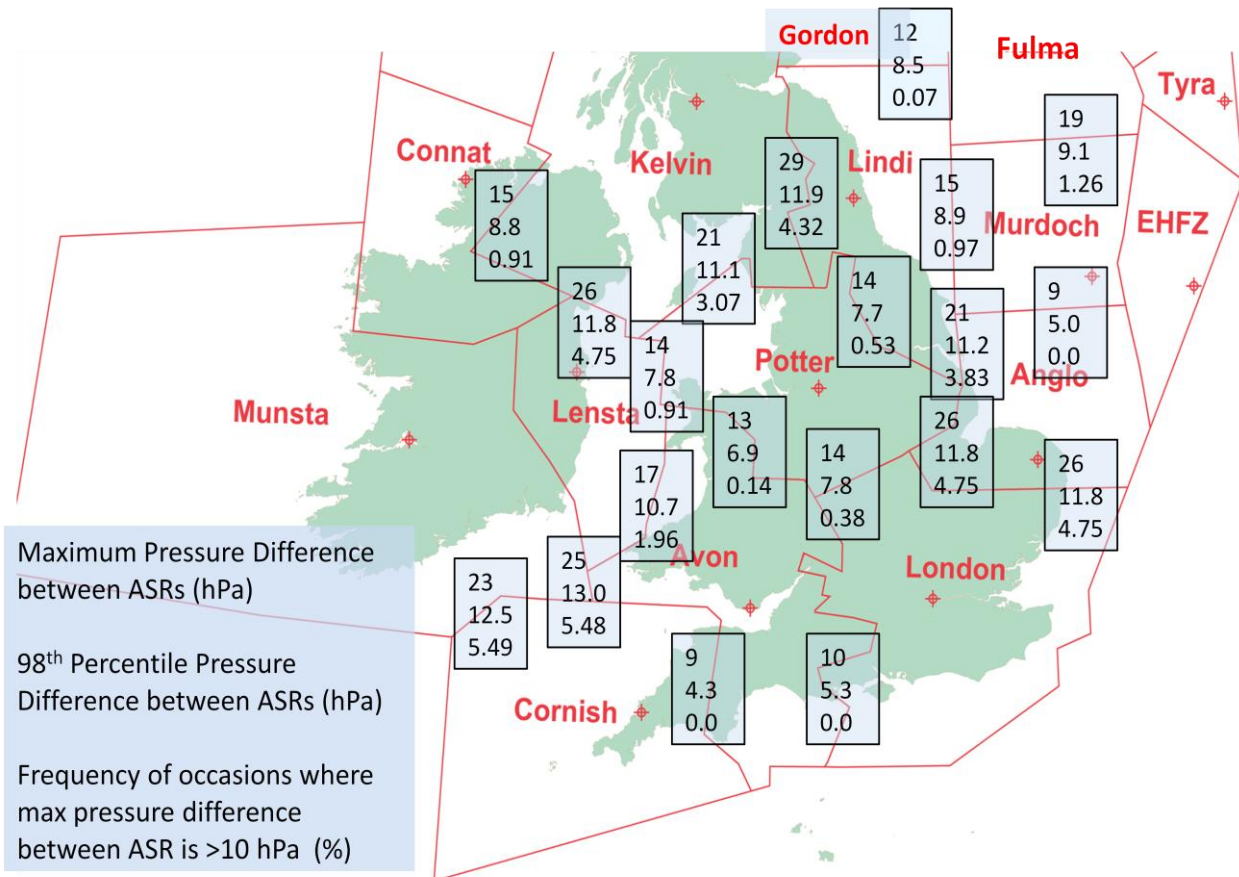 Gordon
12
8.5
0.07
Fulma
Tyra
19
9.1
1.26
Connat
Kelvin
29
11.9
4.32
Lindi
15
8.9
0.97
Murdoch
EHFZ
15
8.8
0.91
21
11.1
3.07
26
11.8
4.75
14
7.7
0.53
9
5.0
0.0
21
11.2
3.83
Anglo
14
7.8
0.91
Potter
Munsta
Lensta
13
6.9
0.14
14
7.8
0.38
26
11.8
4.75
26
11.8
4.75
17
10.7
1.96
Avon
London
25
13.0
5.48
23
12.5
5.49
Cornish
9
4.3
0.0
10
5.3
0.0
Maximum Pressure Difference
between ASRs (hPa)
98th Percentile Pressure
Difference between ASRs (hPa)
Frequency of occasions where
max pressure difference
between ASR is >10 hPa (%)